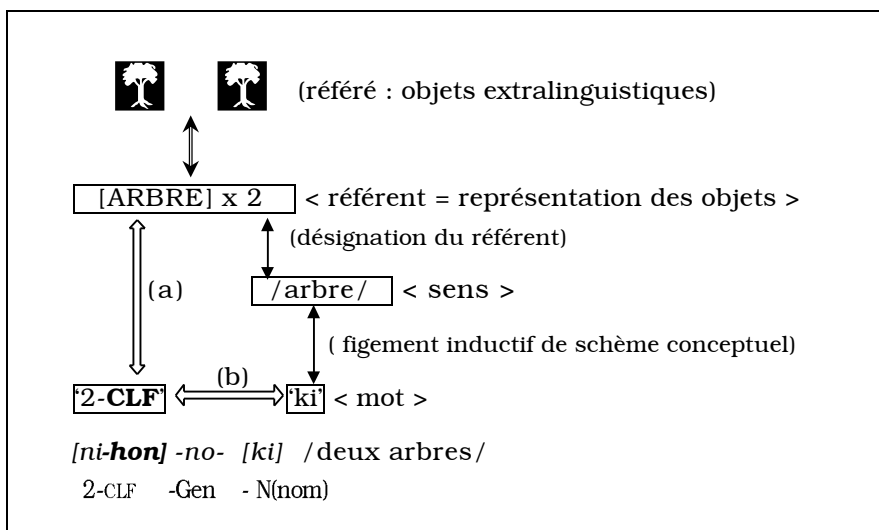 (référé : objets extralinguistiques)
[ARBRE] x 2 < référent = représentation des objets >
(désignation du référent)
(a) /arbre/ < sens >
( figement inductif de schème conceptuel)
(b)
‘2-CLF’ ‘ki’ < mot >
[ni-hon] -no- [ki] /deux arbres/
2-CLF -Gen - N(nom)